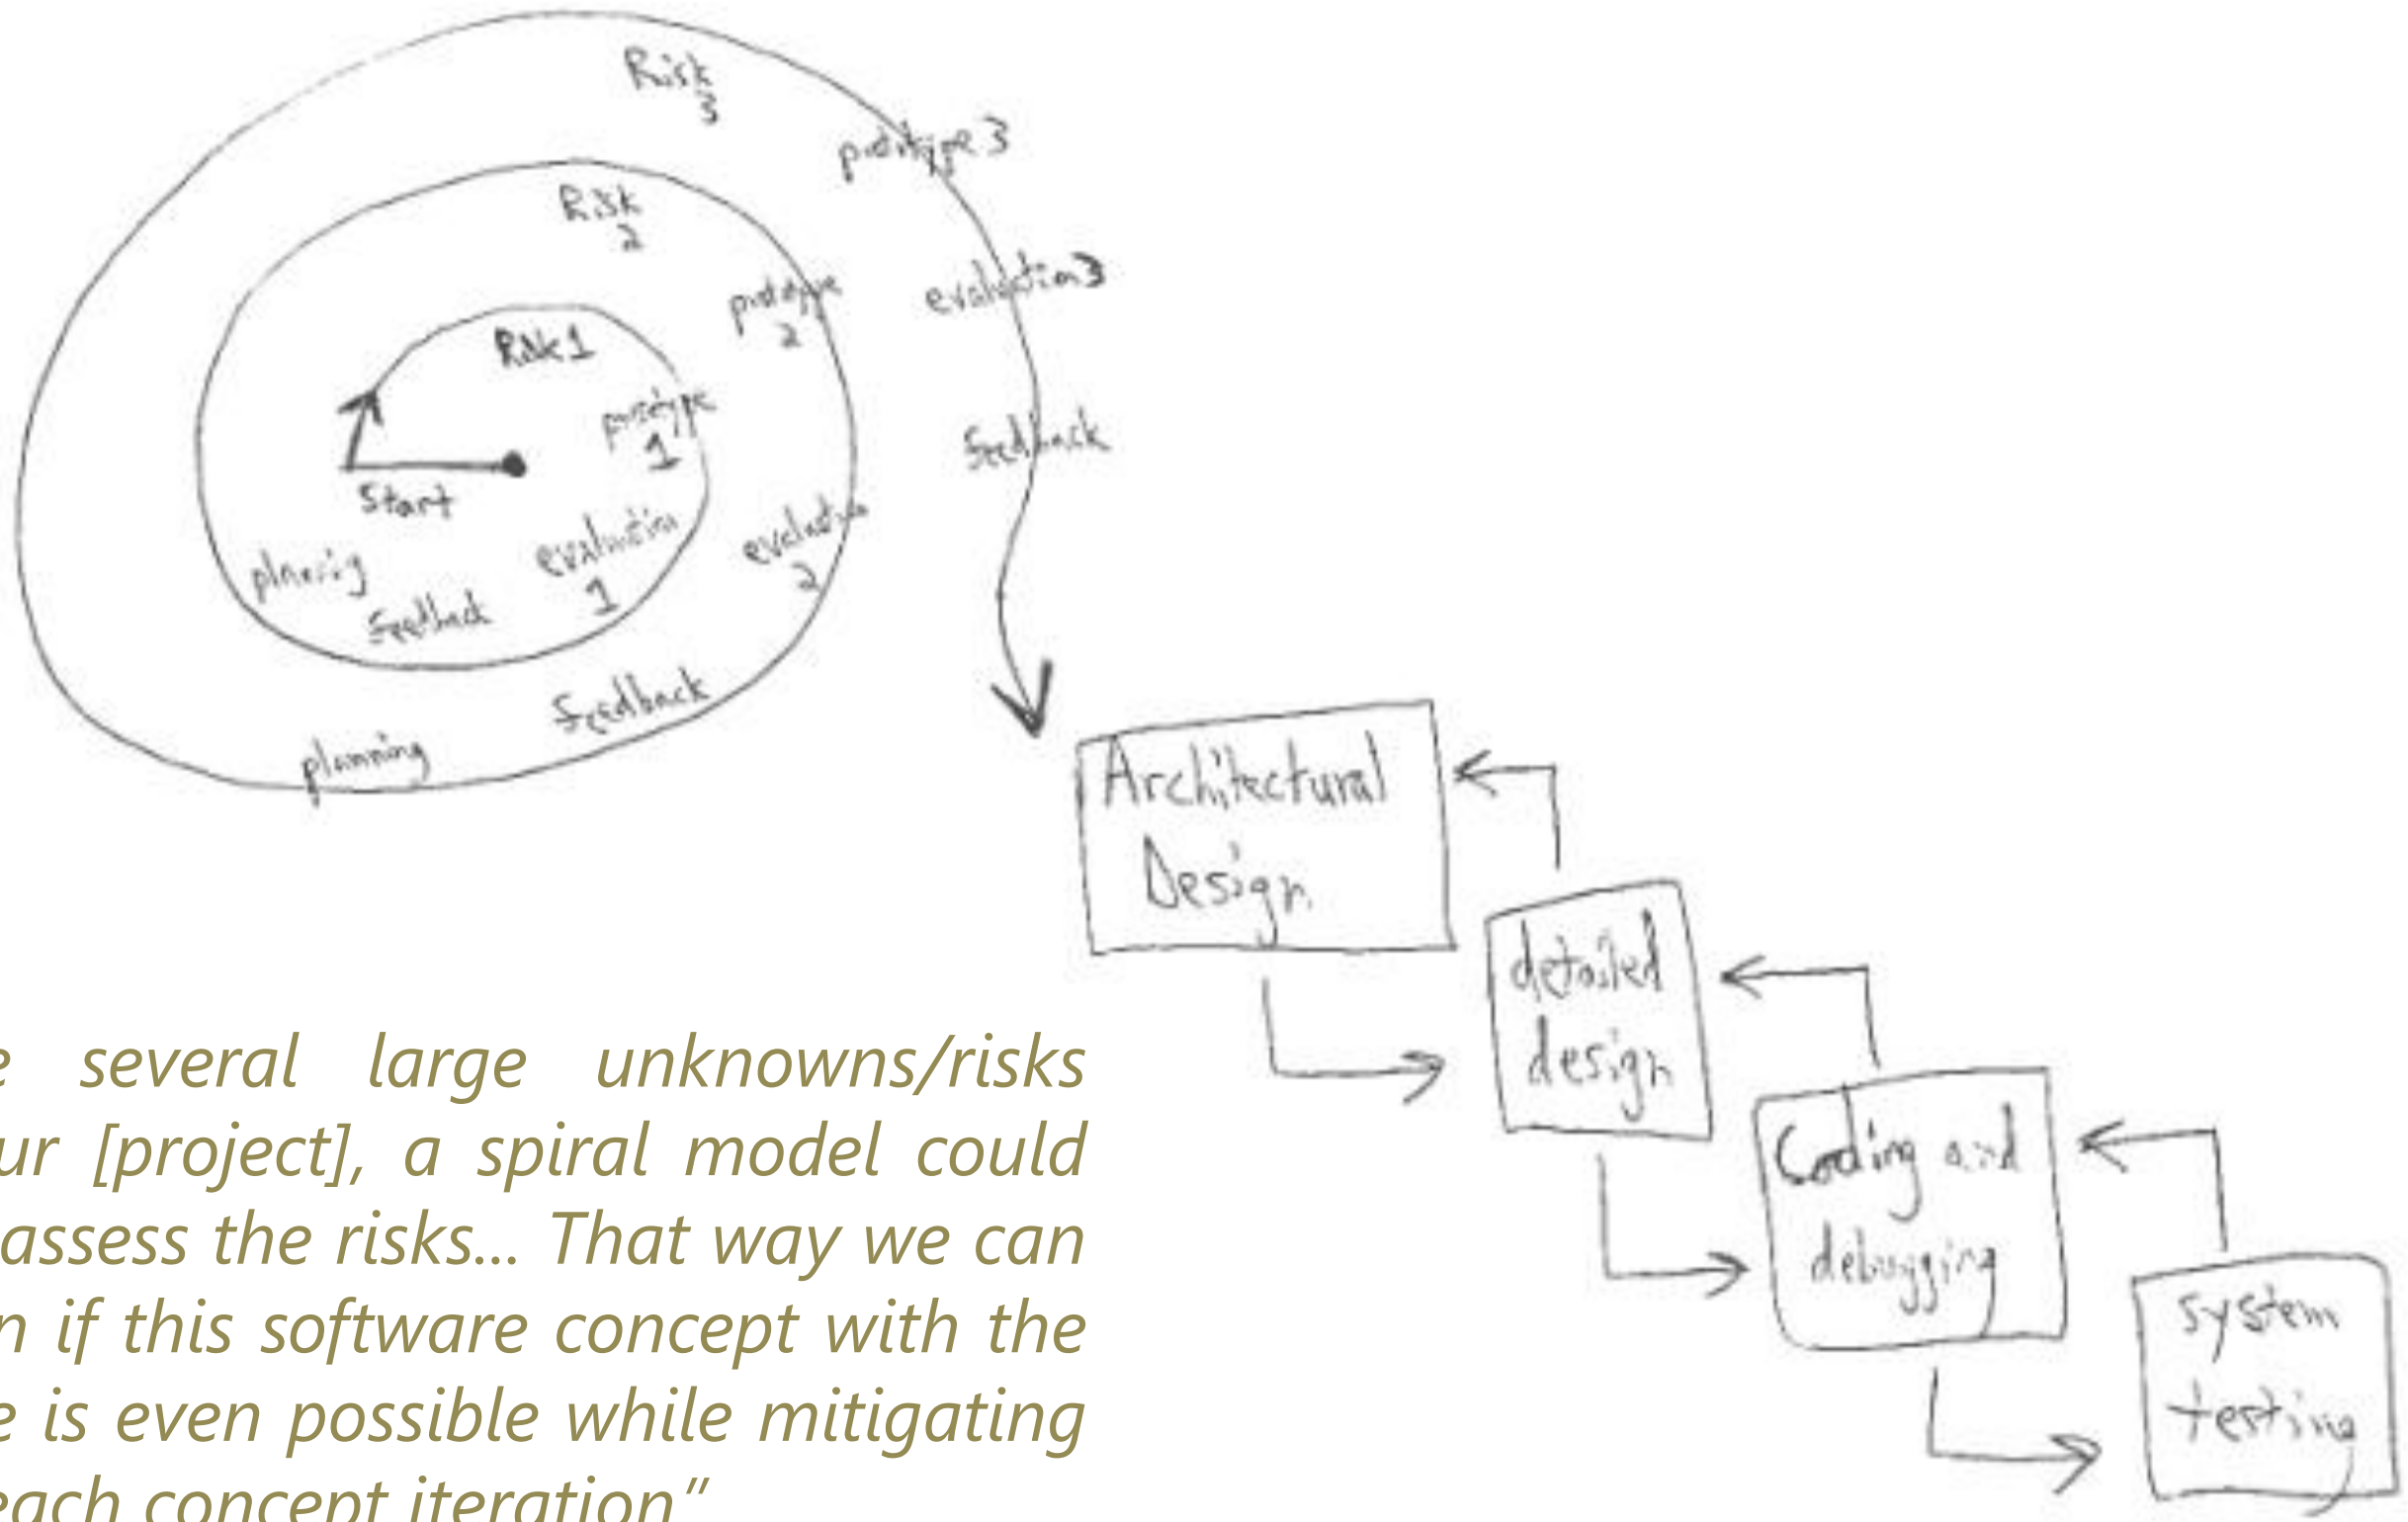 Risk
3
prototype 3
Risk
2
evaluation 3
prototype
2
Risk 1
prototype
1
feedback
Start
evaluation
1
evaluation
2
planning
feedback
feedback
planning
Architectural
Design
detailed
design
Coding and
debugging
system
testing
several large unknowns/risks
[project], a spiral model could
assess the risks... That way we can
if this software concept with the
is even possible while mitigating
each concept iteration”